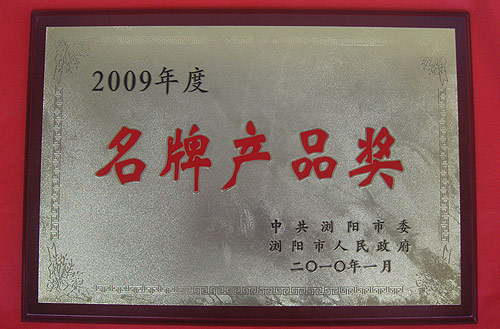 2009年度
名牌产品奖
中共浏阳市委
浏阳市人民政府
二〇一〇年一月